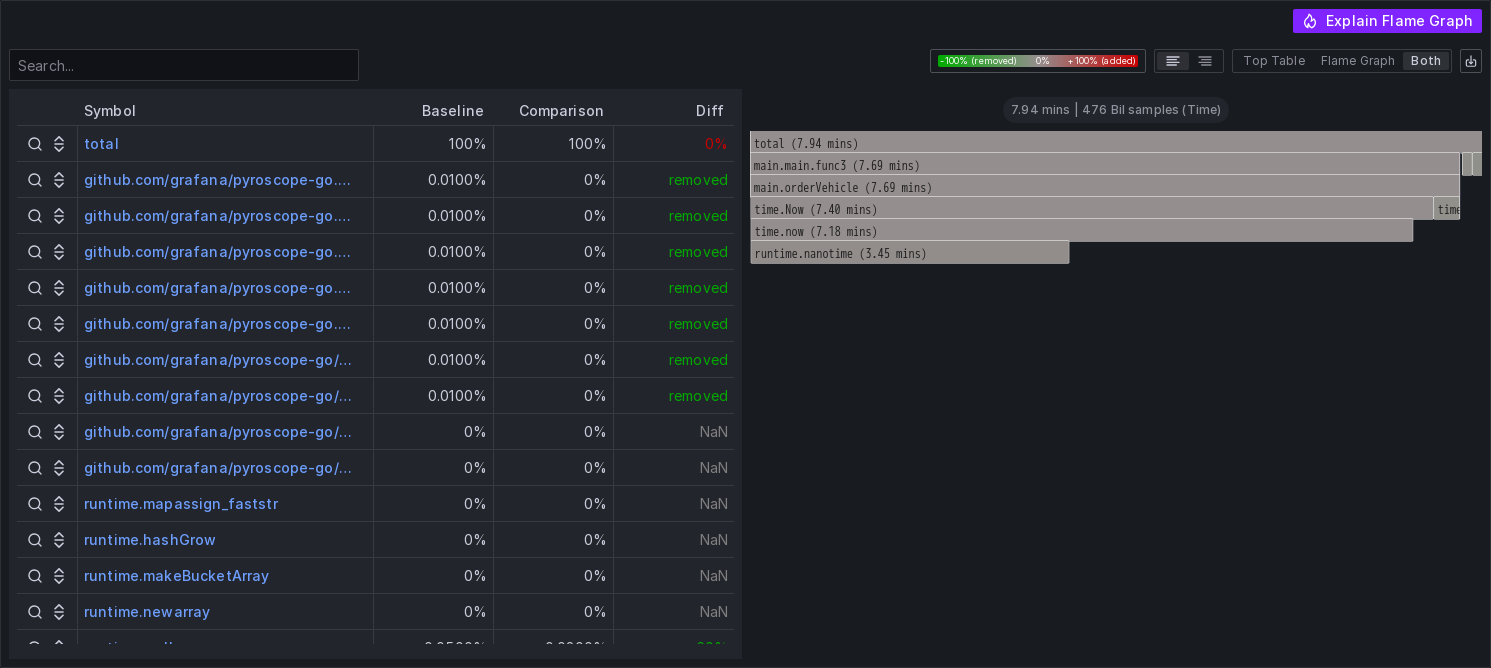 Explain Flame Graph
Search...
-100% (removed) 0% +100% (added)
Top Table Flame Graph Both
Symbol Baseline Comparison Diff
total 100% 100% 0%
github.com/grafana/pyroscope-go.... 0.0100% 0% removed
github.com/grafana/pyroscope-go.... 0.0100% 0% removed
github.com/grafana/pyroscope-go.... 0.0100% 0% removed
github.com/grafana/pyroscope-go.... 0.0100% 0% removed
github.com/grafana/pyroscope-go.... 0.0100% 0% removed
github.com/grafana/pyroscope-go/... 0.0100% 0% removed
github.com/grafana/pyroscope-go/... 0.0100% 0% removed
github.com/grafana/pyroscope-go/... 0% 0% NaN
github.com/grafana/pyroscope-go/... 0% 0% NaN
runtime.mapassign_faststr 0% 0% NaN
runtime.hashGrow 0% 0% NaN
runtime.makeBucketArray 0% 0% NaN
runtime.newarray 0% 0% NaN
7.94 mins | 476 Bil samples (Time)
total (7.94 mins)
main.main.func3 (7.69 mins)
main.orderVehicle (7.69 mins)
time.Now (7.40 mins) time
time.now (7.18 mins)
runtime.nanotime (3.45 mins)